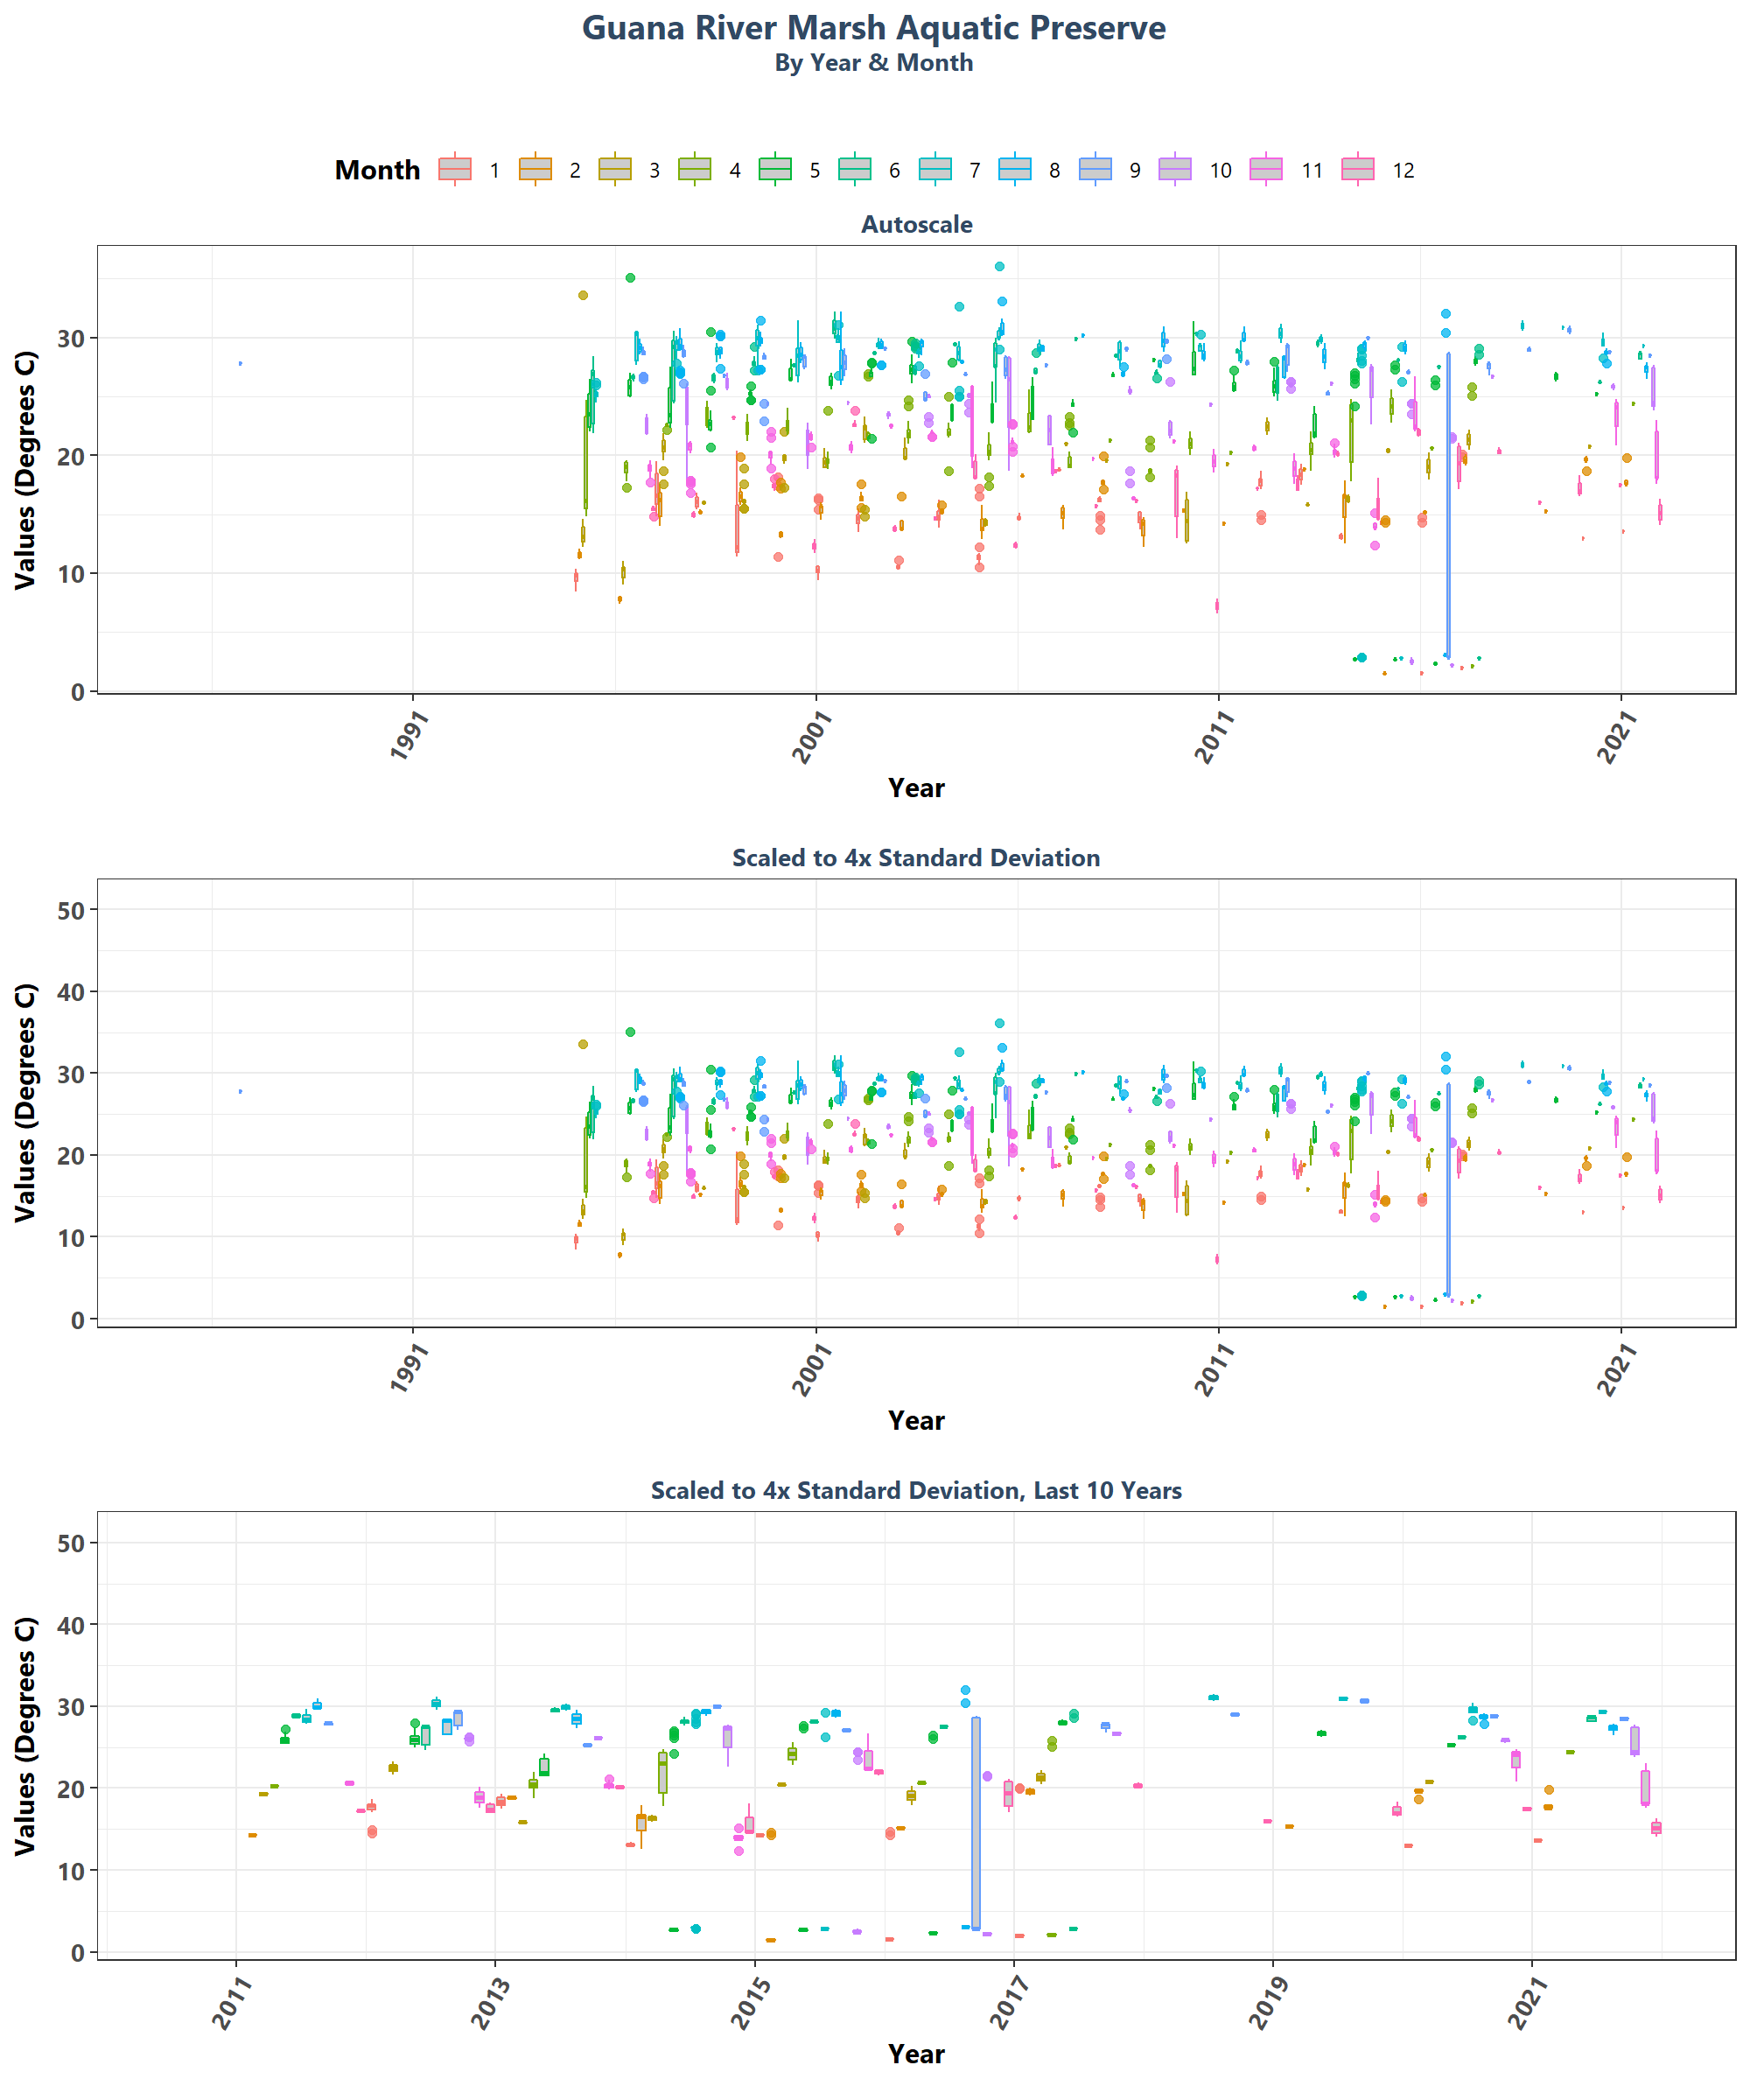 Guana River Marsh Aquatic Preserve
By Year & Month
Month 1 2 3 4 5 6 7 8 9 10 11 12
Autoscale
Values (Degrees C)
30
20
10
0
1991 2001 2011 2021
Year
Scaled to 4x Standard Deviation
Values (Degrees C)
50
40
30
20
10
0
1991 2001 2011 2021
Year
Scaled to 4x Standard Deviation, Last 10 Years
Values (Degrees C)
50
40
30
20
10
0
2011 2013 2015 2017 2019 2021
Year